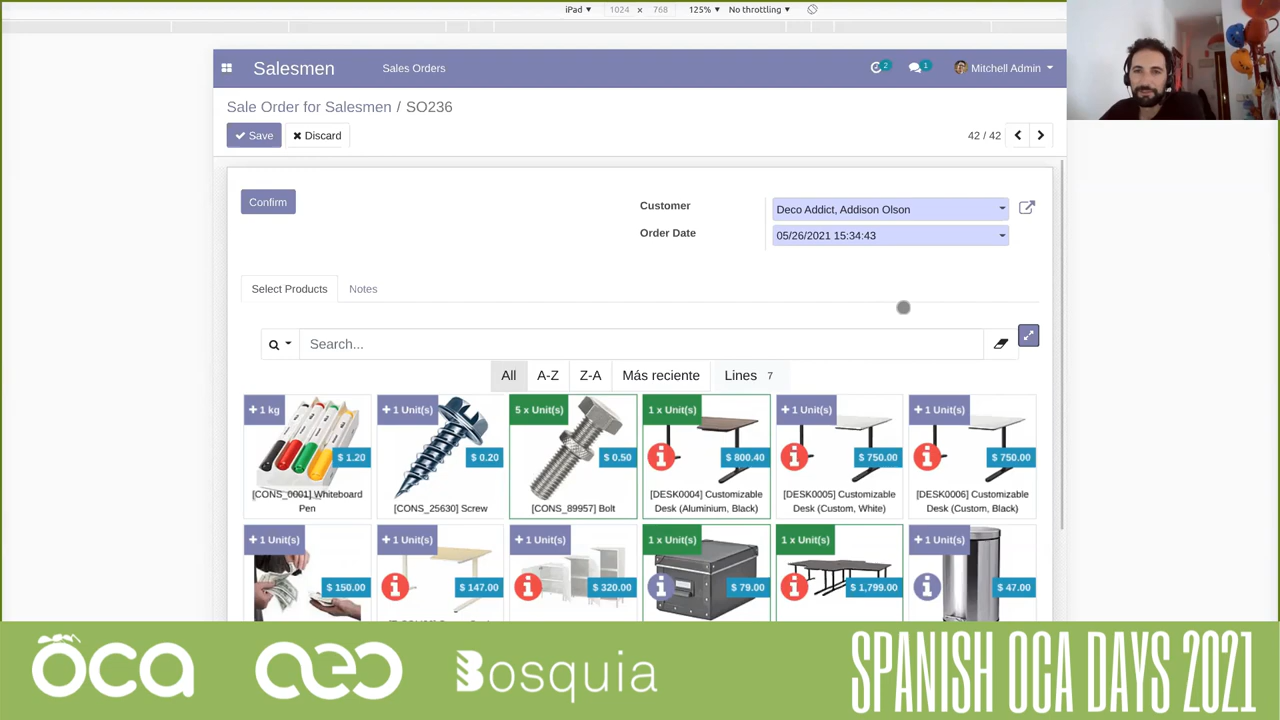 iPad 1024 × 768 125% No throttling
Salesmen Sales Orders 2 1 Mitchell Admin
Sale Order for Salesmen / SO236
Save Discard 42 / 42
Confirm
Customer Deco Addict, Addison Olson
Order Date 05/26/2021 15:34:43
Select Products Notes
Search...
All A-Z Z-A Más reciente Lines 7
+ 1 kg + 1 Unit(s) 5 x Unit(s) 1 x Unit(s) + 1 Unit(s) + 1 Unit(s)
$ 1.20 $ 0.20 $ 0.50 $ 800.40 $ 750.00 $ 750.00
[CONS_0001] Whiteboard Pen
[CONS_25630] Screw
[CONS_89957] Bolt
[DESK0004] Customizable Desk (Aluminium, Black)
[DESK0005] Customizable Desk (Custom, White)
[DESK0006] Customizable Desk (Custom, Black)
+ 1 Unit(s) + 1 Unit(s) + 1 Unit(s) 1 x Unit(s) 1 x Unit(s) + 1 Unit(s)
$ 150.00 $ 147.00 $ 320.00 $ 79.00 $ 1,799.00 $ 47.00
OCA aeo Bosquia SPANISH OCA DAYS 2021